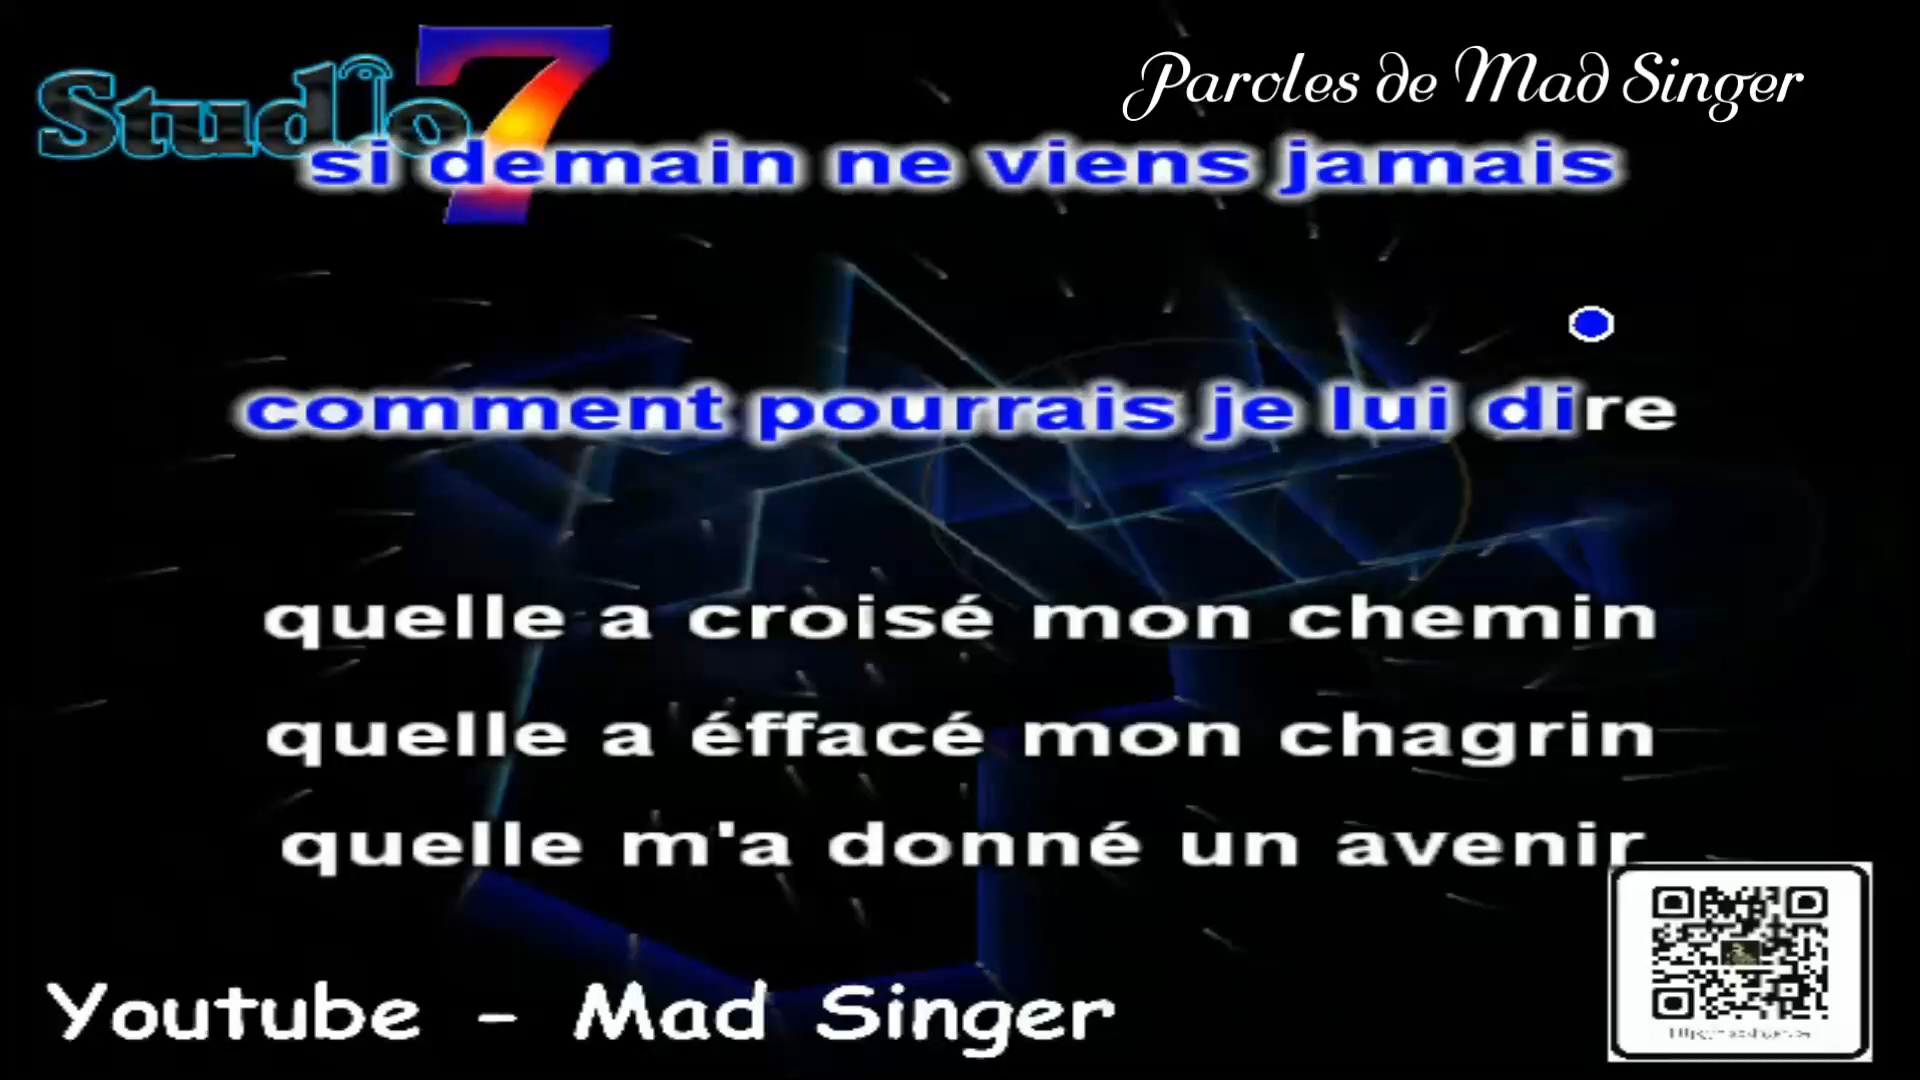 Studio 7
Paroles de Mad Singer
si demain ne viens jamais
comment pourrais je lui dire
quelle a croisé mon chemin
quelle a éffacé mon chagrin
quelle m'a donné un avenir
Youtube - Mad Singer